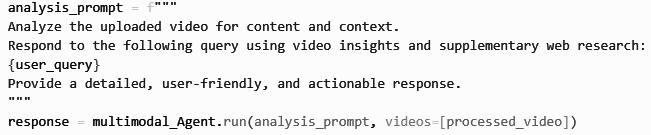 analysis_prompt = f"""
Analyze the uploaded video for content and context.
Respond to the following query using video insights and supplementary web research:
{user_query}
Provide a detailed, user-friendly, and actionable response.
"""
response = multimodal_Agent.run(analysis_prompt, videos=[processed_video])